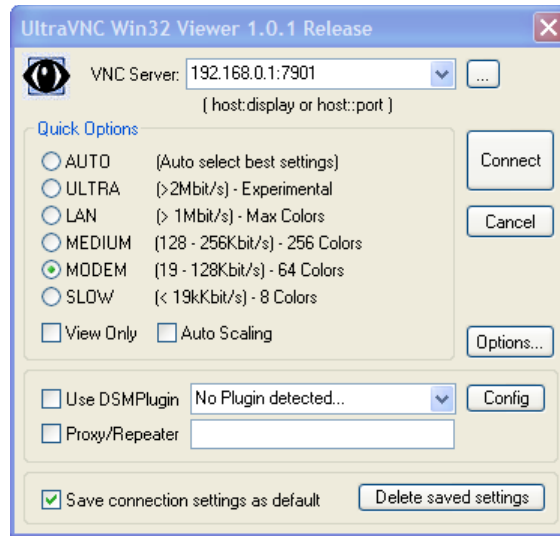 UltraVNC Win32 Viewer 1.0.1 Release
VNC Server: 192.168.0.1:7901 ...
( host:display or host::port )
Quick Options
AUTO (Auto select best settings)
ULTRA (>2Mbit/s) - Experimental
LAN (> 1Mbit/s) - Max Colors
MEDIUM (128 - 256Kbit/s) - 256 Colors
MODEM (19 - 128Kbit/s) - 64 Colors
SLOW (< 19kKbit/s) - 8 Colors
View Only Auto Scaling
Connect
Cancel
Options...
Use DSMPlugin No Plugin detected... Config
Proxy/Repeater
Save connection settings as default Delete saved settings